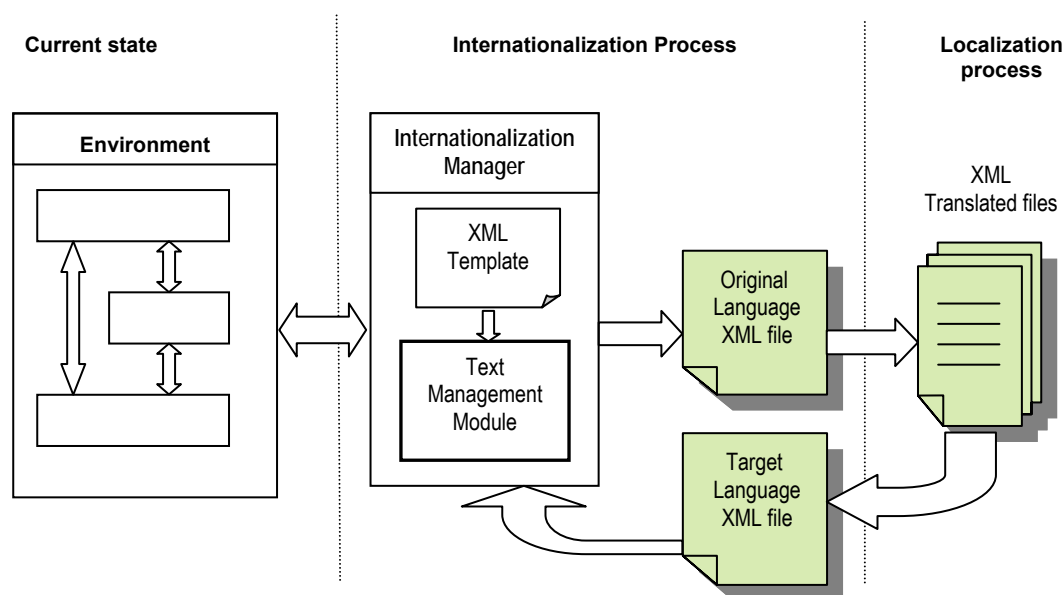 Current state
Internationalization Process
Localization
process
Environment
Internationalization
Manager
XML
Template
Text
Management
Module
Original
Language
XML file
XML
Translated files
Target
Language
XML file